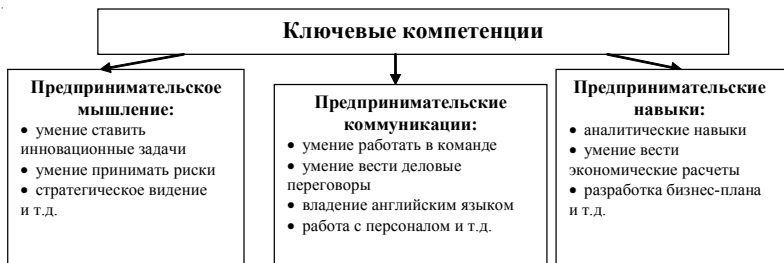 Ключевые компетенции
Предпринимательское
мышление:
• умение ставить
инновационные задачи
• умение принимать риски
• стратегическое видение
и т.д.
Предпринимательские
коммуникации:
• умение работать в команде
• умение вести деловые
переговоры
• владение английским языком
• работа с персоналом и т.д.
Предпринимательские
навыки:
• аналитические навыки
• умение вести
экономические расчеты
• разработка бизнес-плана
и т.д.